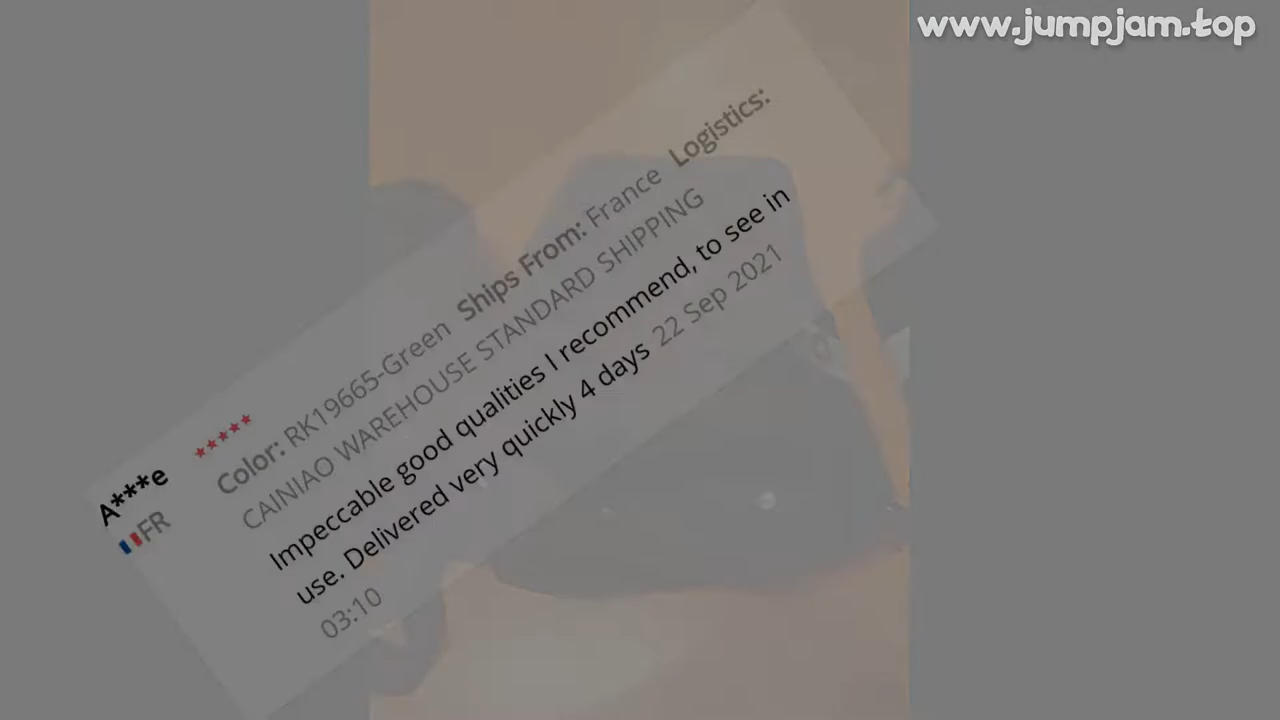 www.jumpjam.top
A***e
FR
★★★★★
Color: RK19665-Green Ships From: France Logistics:
CAINIAO WAREHOUSE STANDARD SHIPPING
Impeccable good qualities I recommend, to see in
use. Delivered very quickly 4 days 22 Sep 2021
03:10